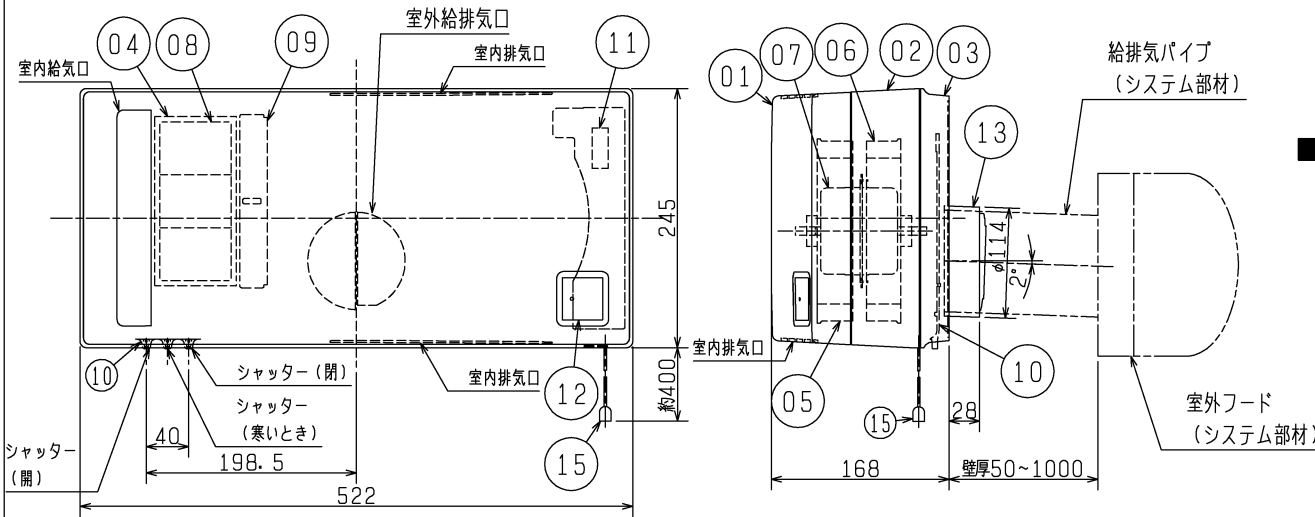 室外給排気口
04
08
09
11
室内給気口
室内排気口
245
10
シャッター（閉）
室内排気口
シャッター
（寒いとき）
シャッター
（開）
40
198.5
522
12
15
約400
01
07
06
02
03
13
給排気パイプ
（システム部材）
φ114
2°
室内排気口
05
15
10
28
168
壁厚50~1000
室外フード
（システム部材）